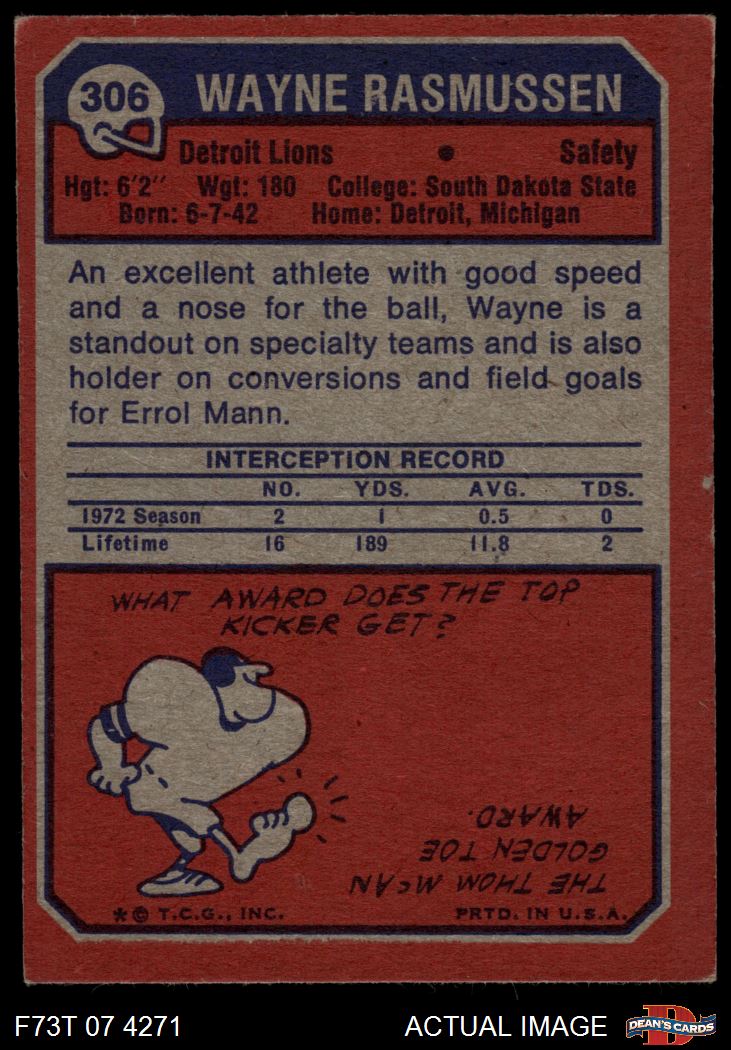 306
WAYNE RASMUSSEN
Detroit Lions • Safety
Hgt: 6'2" Wgt: 180 College: South Dakota State
Born: 6-7-42 Home: Detroit, Michigan
An excellent athlete with good speed
and a nose for the ball, Wayne is a
standout on specialty teams and is also
holder on conversions and field goals
for Errol Mann.
INTERCEPTION RECORD
NO. YDS. AVG. TDS.
1972 Season 2 1 0.5 0
Lifetime 16 189 11.8 2
WHAT AWARD DOES THE TOP
KICKER GET?
THE THOM McAN
GOLDEN TOE
AWARD.
*© T.C.G., INC. PRTD. IN U.S.A.
F73T 07 4271 ACTUAL IMAGE
D
DEAN'S CARDS